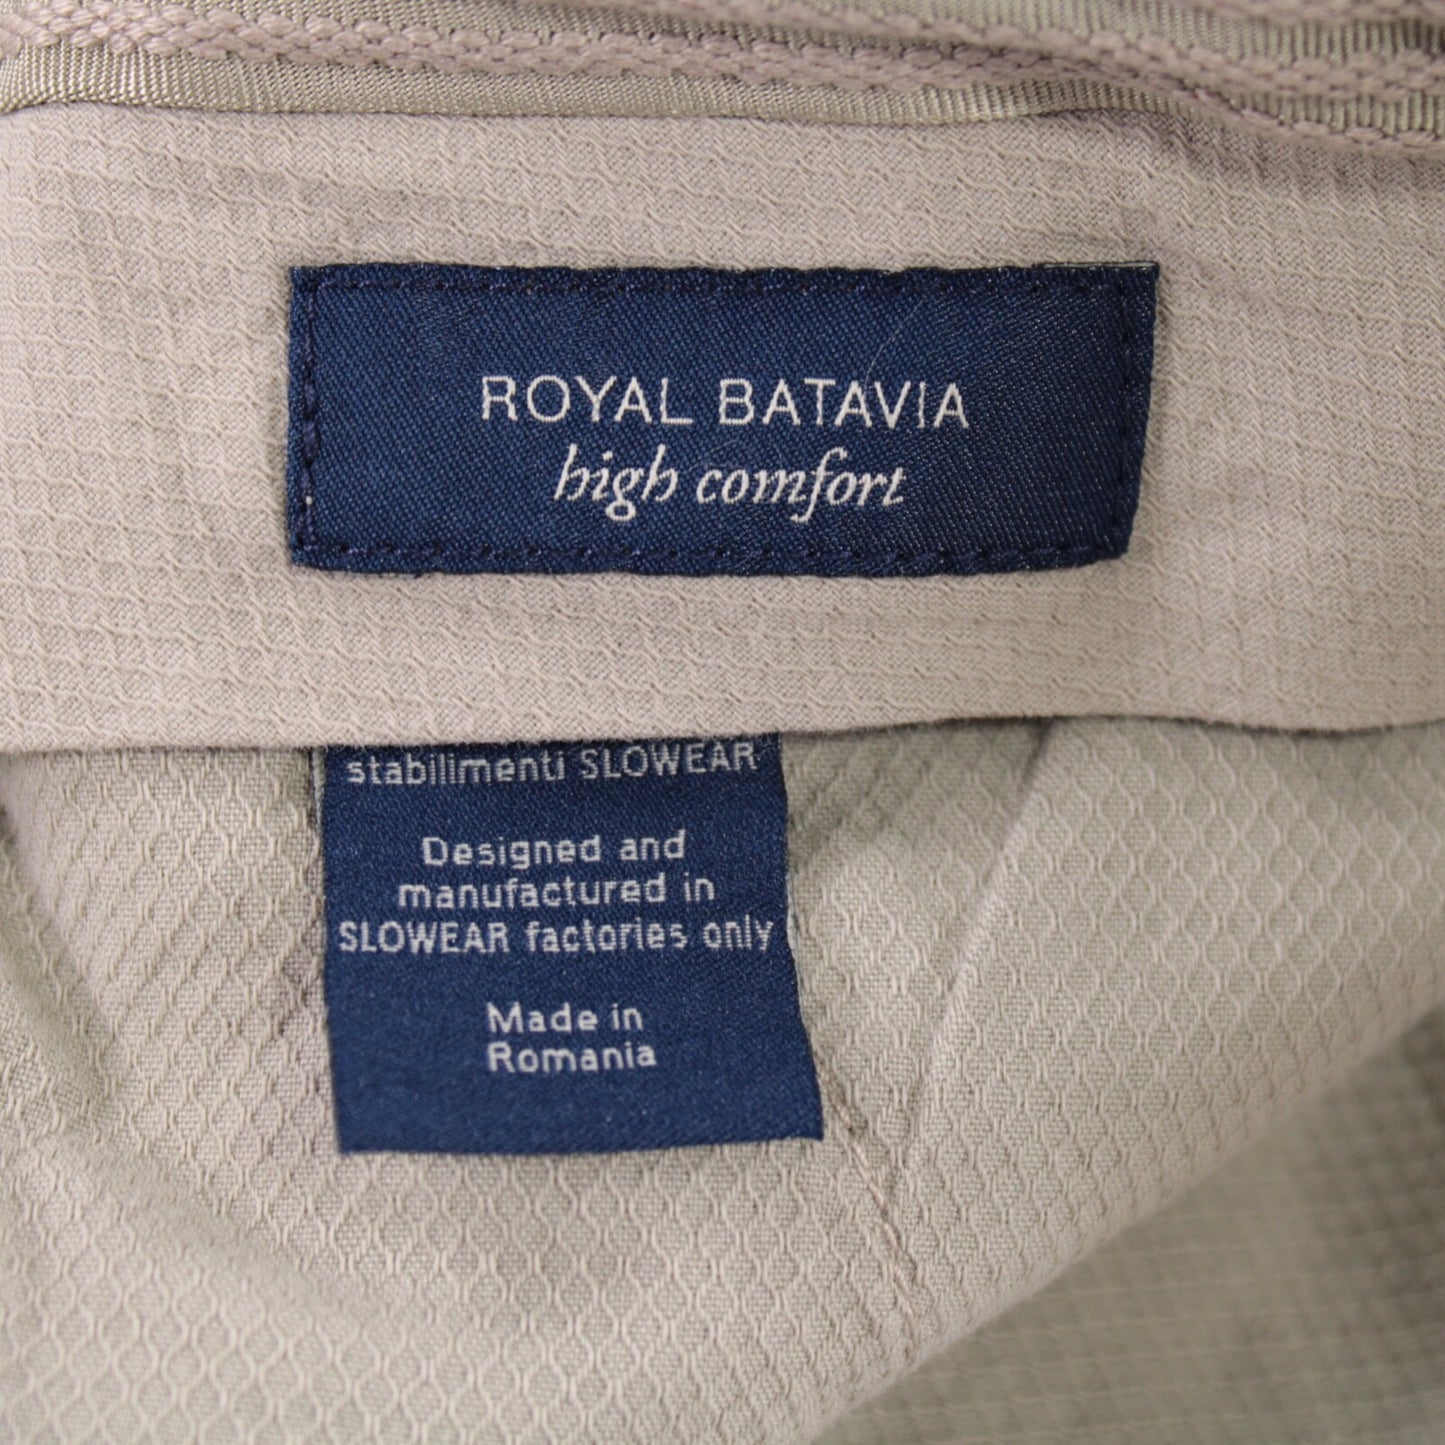 ROYAL BATAVIA
high comfort
stabilimenti SLOWEAR
Designed and
manufactured in
SLOWEAR factories only
Made in
Romania